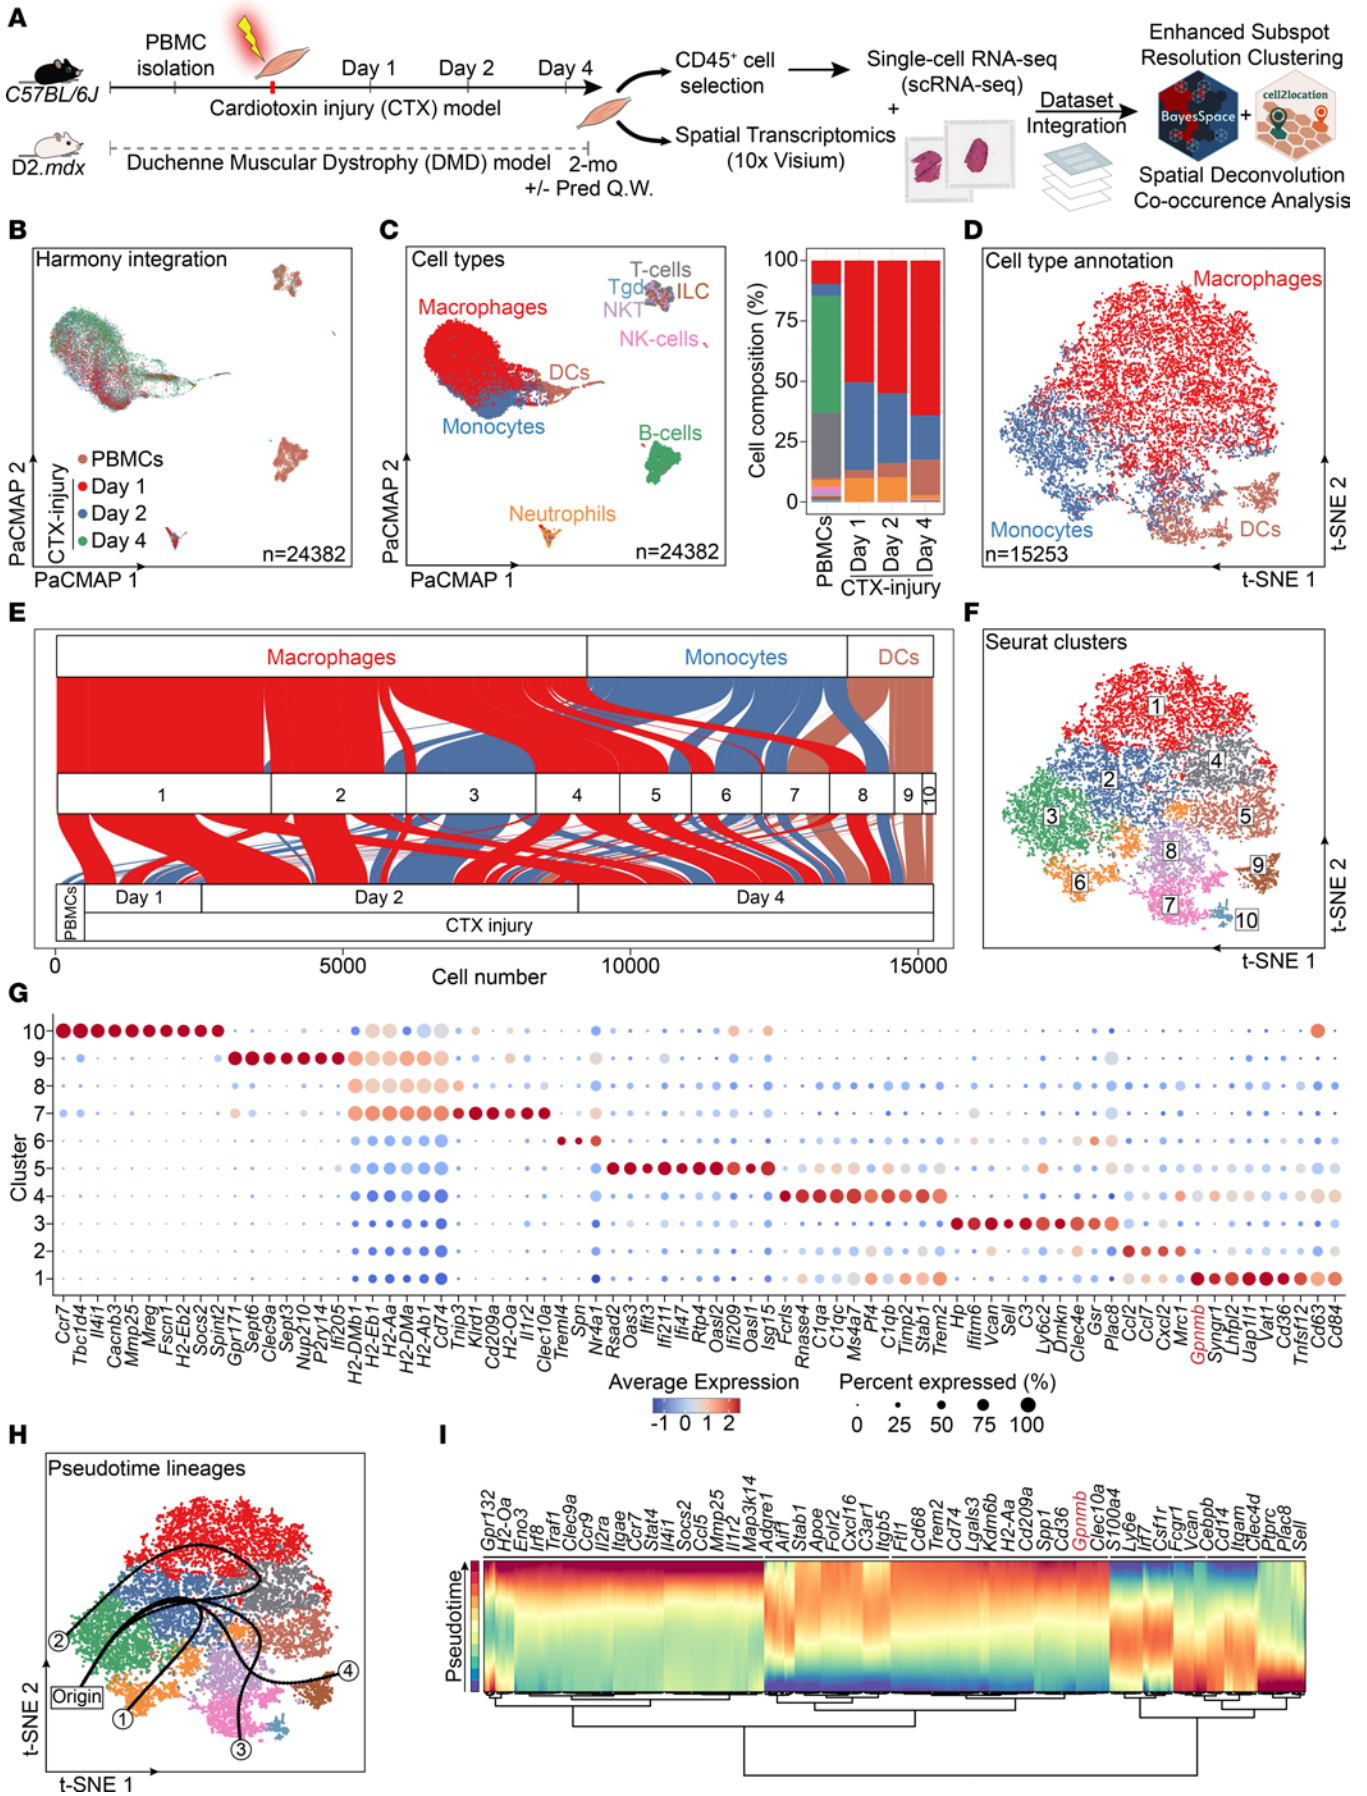 A
PBMC
isolation
Day 1
Day 2
Day 4
C57BL/6J
Cardiotoxin injury (CTX) model
D2.mdx
Duchenne Muscular Dystrophy (DMD) model
2-mo
+/- Pred Q.W.
CD45+ cell
selection
Spatial Transcriptomics
(10x Visium)
Single-cell RNA-seq
(scRNA-seq)
+
Dataset
Integration
Enhanced Subspot
Resolution Clustering
BayesSpace
+
cell2location
Spatial Deconvolution
Co-occurence Analysis
B
Harmony integration
PBMCs
Day 1
Day 2
Day 4
CTX-injury
n=24382
PaCMAP 1
PaCMAP 2
C
Cell types
T-cells
Tgd
ILC
NKT
NK-cells
Macrophages
DCs
Monocytes
B-cells
Neutrophils
n=24382
PaCMAP 1
PaCMAP 2
Cell composition (%)
100
75
50
25
0
PBMCs
Day 1
Day 2
Day 4
CTX-injury
D
Cell type annotation
Macrophages
Monocytes
DCs
n=15253
t-SNE 1
t-SNE 2
E
Macrophages
Monocytes
DCs
1
2
3
4
5
6
7
8
9
10
PBMCs
Day 1
Day 2
Day 4
CTX injury
0
5000
10000
15000
Cell number
F
Seurat clusters
1
2
3
4
5
6
7
8
9
10
t-SNE 1
t-SNE 2
G
Cluster
10
9
8
7
6
5
4
3
2
1
Ccr7
Tbc1d4
Il4i1
Cacnb3
Mmp25
Mreg
Fscn1
H2-Eb2
Socs2
Spint2
Gpr171
Sept6
Clec9a
Sept3
Nup210
P2ry14
Ifi205
H2-DMb1
H2-Eb1
H2-Aa
H2-DMa
H2-Ab1
Cd74
Tnip3
Klrd1
Cd209a
H2-Oa
Il1r2
Clec10a
Treml4
Spn
Nr4a1
Rsad2
Oas3
Ifit3
Ifi211
Ifi47
Rtp4
Oasl2
Ifi209
Oasl1
Isg15
Fcrls
Rnase4
C1qa
C1qc
Ms4a7
Pf4
C1qb
Timp2
Stab1
Trem2
Hp
Ifitm6
Vcan
Sell
C3
Ly6c2
Dmkn
Clec4e
Gsr
Plac8
Ccl2
Ccl7
Cxcl2
Mrc1
Gpnmb
Syngr1
Lhfpl2
Uap1l1
Vat1
Cd36
Tnfsf12
Cd63
Cd84
Average Expression
-1
0
1
2
Percent expressed (%)
0
25
50
75
100
H
Pseudotime lineages
2
Origin
1
3
4
t-SNE 1
t-SNE 2
I
Gpr132
H2-Oa
Eno3
Irf8
Traf1
Clec9a
Ccr9
Il2ra
Itgae
Ccr7
Stat4
Il4i1
Socs2
Ccl5
Mmp25
Il1r2
Map3k14
Adgre1
Aif1
Stab1
Apoe
Folr2
Cxcl16
C3ar1
Itgb5
Ftl1
Cd68
Trem2
Cd74
Lgals3
Kdm6b
H2-Aa
Cd209a
Spp1
Cd36
Gpnmb
Clec10a
S100a4
Ly6e
Irf7
Csf1r
Fcgr1
Vcan
Cebpb
Cd14
Itgam
Clec4d
Ptprc
Plac8
Sell
Pseudotime